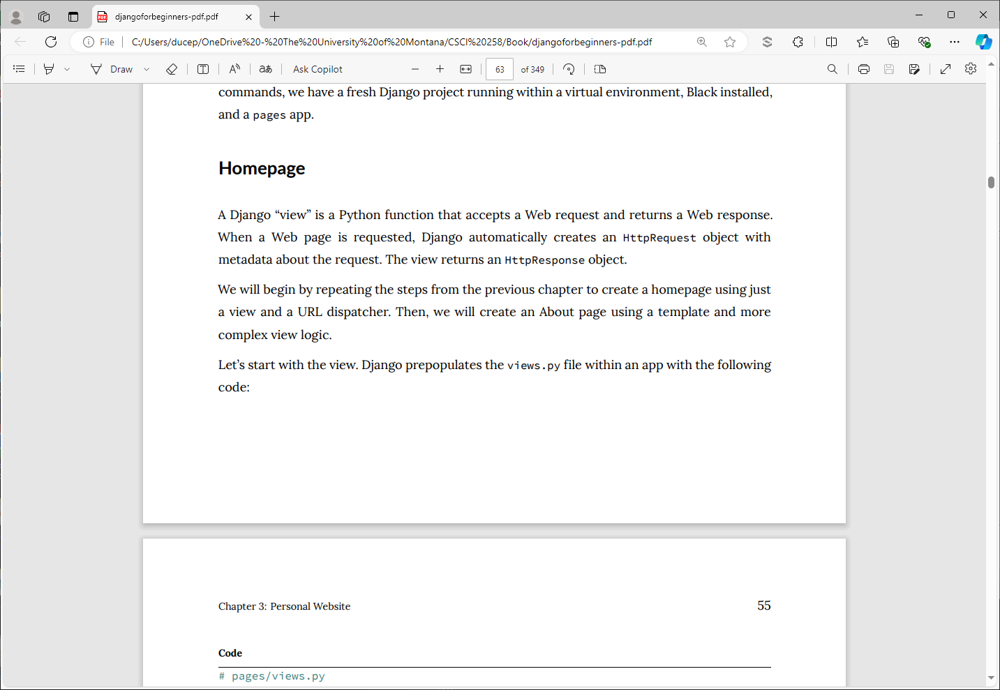 djangoforbeginners-pdf.pdf
File
C:/Users/ducep/OneDrive%20-%20The%20University%20of%20Montana/CSCI%20258/Book/djangoforbeginners-pdf.pdf
Draw
aあ
Ask Copilot
63
of 349
commands, we have a fresh Django project running within a virtual environment, Black installed,
and a pages app.
Homepage
A Django “view” is a Python function that accepts a Web request and returns a Web response.
When a Web page is requested, Django automatically creates an HttpRequest object with
metadata about the request. The view returns an HttpResponse object.
We will begin by repeating the steps from the previous chapter to create a homepage using just
a view and a URL dispatcher. Then, we will create an About page using a template and more
complex view logic.
Let’s start with the view. Django prepopulates the views.py file within an app with the following
code:
Chapter 3: Personal Website
55
Code
# pages/views.py